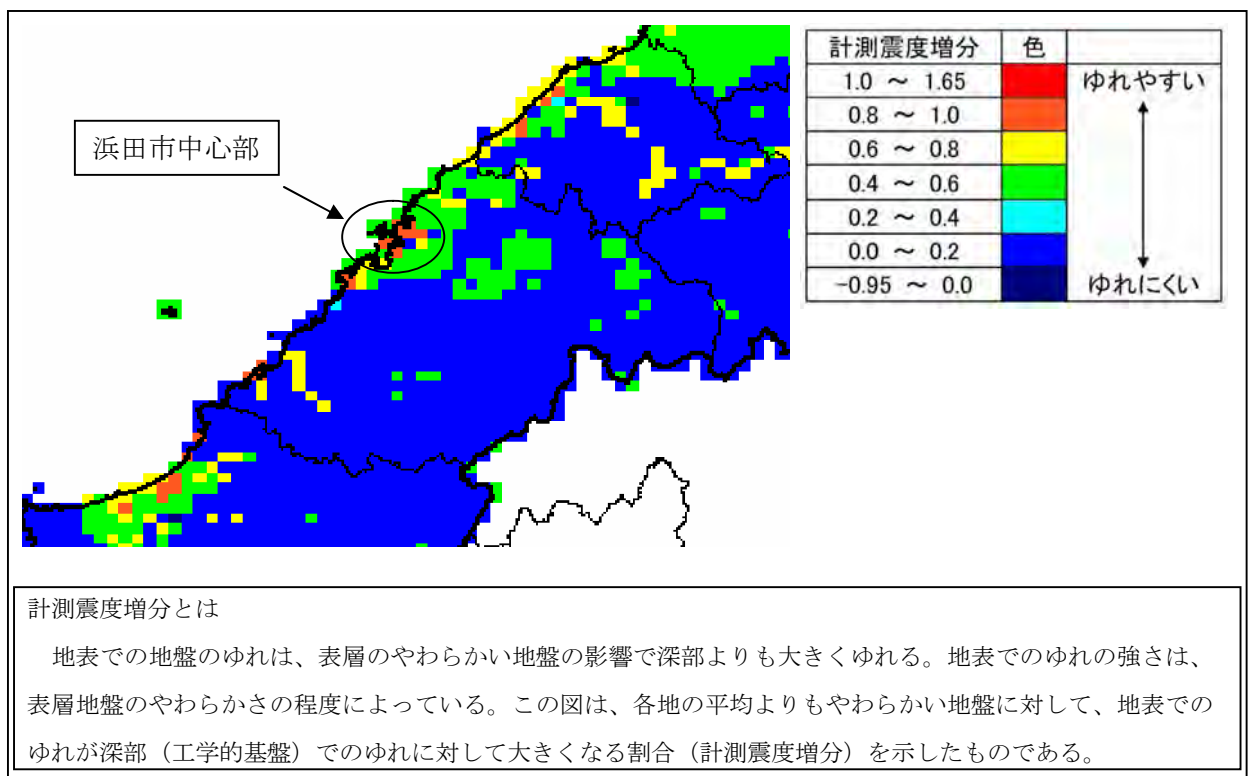 浜田市中心部
計測震度増分 色
1.0 ～ 1.65 ゆれやすい
0.8 ～ 1.0
0.6 ～ 0.8
0.4 ～ 0.6
0.2 ～ 0.4
0.0 ～ 0.2
-0.95 ～ 0.0 ゆれにくい
計測震度増分とは
地表での地盤のゆれは、表層のやわらかい地盤の影響で深部よりも大きくゆれる。地表でのゆれの強さは、
表層地盤のやわらかさの程度によっている。この図は、各地の平均よりもやわらかい地盤に対して、地表での
ゆれが深部（工学的基盤）でのゆれに対して大きくなる割合（計測震度増分）を示したものである。